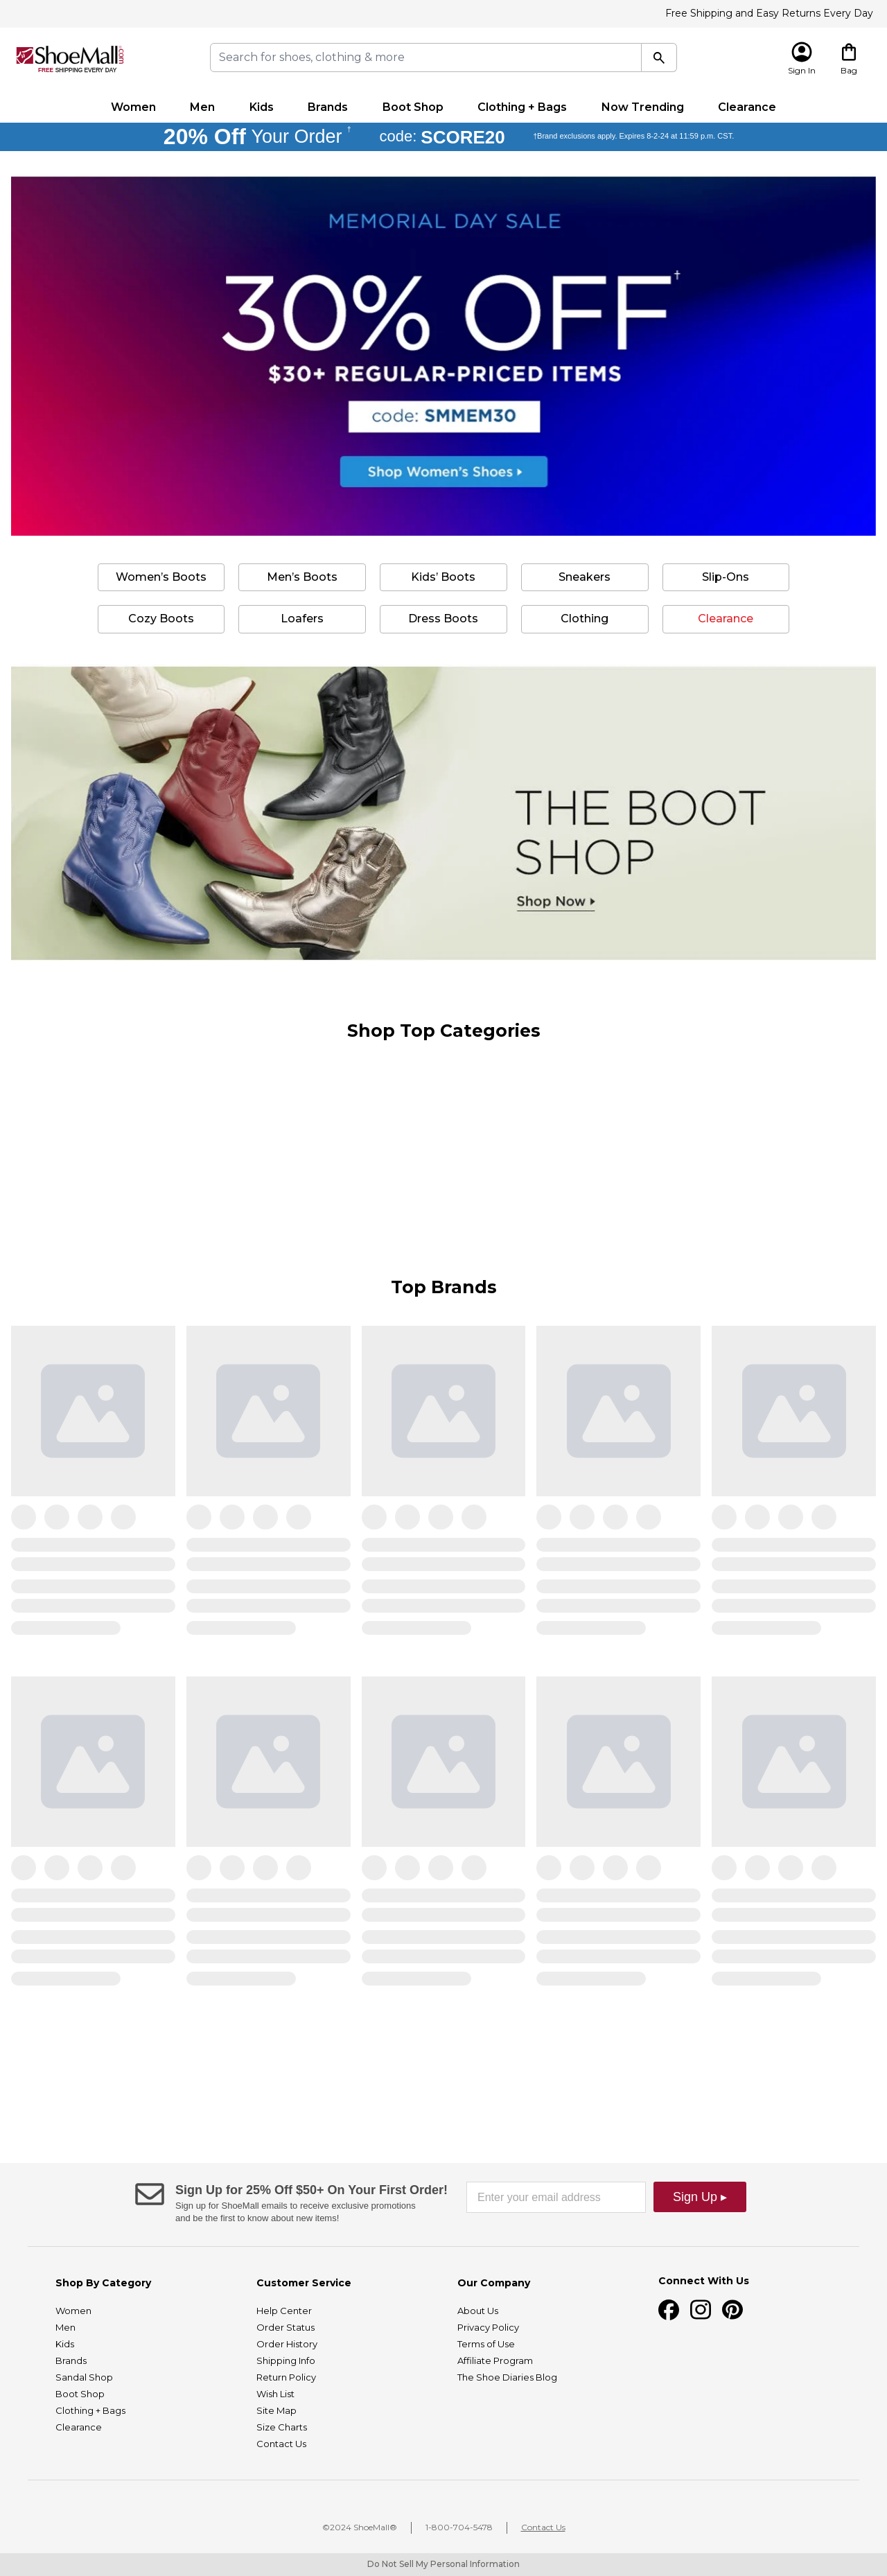 Free Shipping and Easy Returns Every Day
ShoeMall.COM
FREE SHIPPING EVERY DAY
Search for shoes, clothing & more
Sign In
Bag
Women
Men
Kids
Brands
Boot Shop
Clothing + Bags
Now Trending
Clearance
20% Off Your Order †
code: SCORE20
†Brand exclusions apply. Expires 8-2-24 at 11:59 p.m. CST.
MEMORIAL DAY SALE
30% OFF†
$30+ REGULAR-PRICED ITEMS
code: SMMEM30
Shop Women's Shoes
Women's Boots
Men's Boots
Kids' Boots
Sneakers
Slip-Ons
Cozy Boots
Loafers
Dress Boots
Clothing
Clearance
THE BOOT
SHOP
Shop Now
Shop Top Categories
Top Brands
Sign Up for 25% Off $50+ On Your First Order!
Sign up for ShoeMall emails to receive exclusive promotions
and be the first to know about new items!
Enter your email address
Sign Up ▸
Shop By Category
Women
Men
Kids
Brands
Sandal Shop
Boot Shop
Clothing + Bags
Clearance
Customer Service
Help Center
Order Status
Order History
Shipping Info
Return Policy
Wish List
Site Map
Size Charts
Contact Us
Our Company
About Us
Privacy Policy
Terms of Use
Affiliate Program
The Shoe Diaries Blog
Connect With Us
©2024 ShoeMall®
1-800-704-5478
Contact Us
Do Not Sell My Personal Information